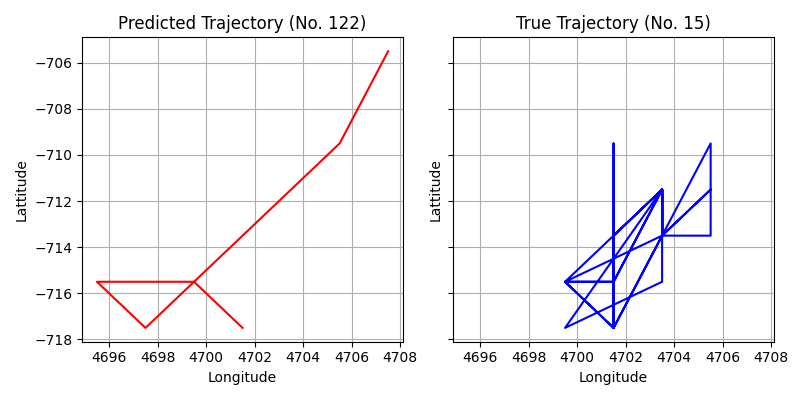 Predicted Trajectory (No. 122)
True Trajectory (No. 15)
Lattitude
−706
−708
−710
−712
−714
−716
−718
4696 4698 4700 4702 4704 4706 4708
Longitude
Lattitude
4696 4698 4700 4702 4704 4706 4708
Longitude